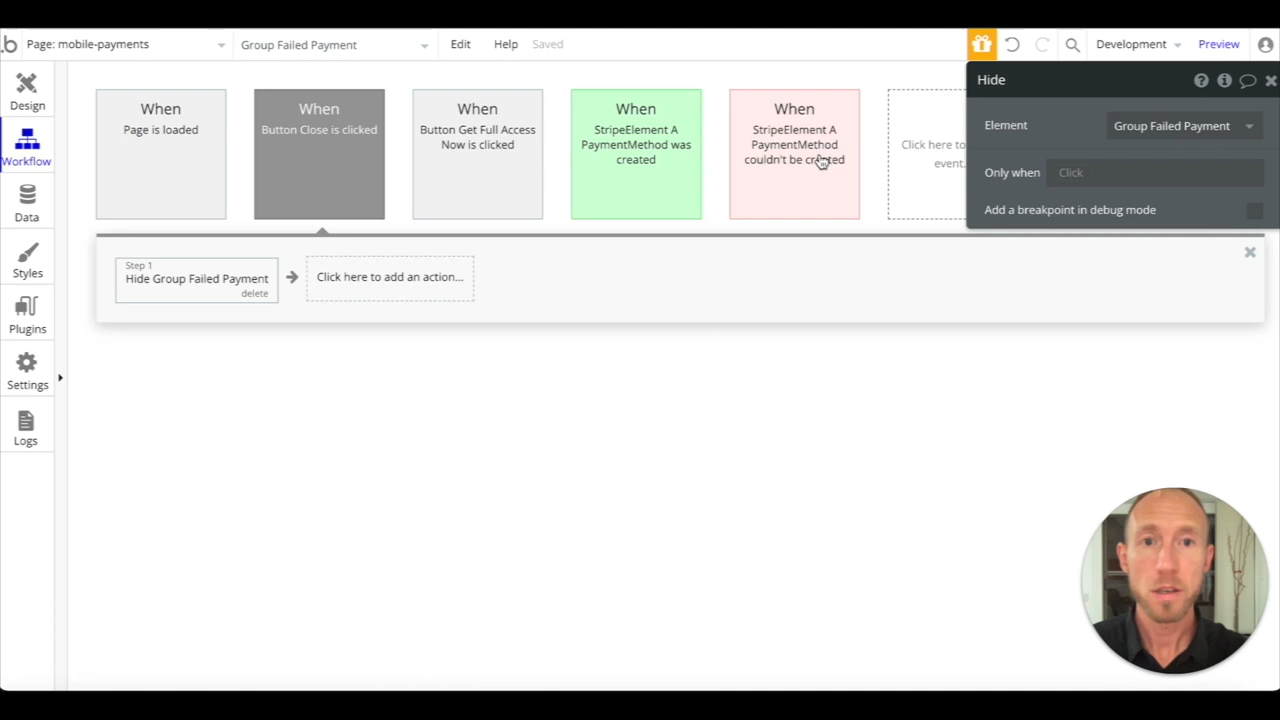 .b
Page: mobile-payments
Group Failed Payment
Edit
Help
Saved
Development
Preview
Design
Workflow
Data
Styles
Plugins
Settings
Logs
When
Page is loaded
When
Button Close is clicked
When
Button Get Full Access
Now is clicked
When
StripeElement A
PaymentMethod was
created
When
StripeElement A
PaymentMethod
couldn't be created
Click here to
event.
Hide
Element
Group Failed Payment
Only when
Click
Add a breakpoint in debug mode
Step 1
Hide Group Failed Payment
delete
Click here to add an action...